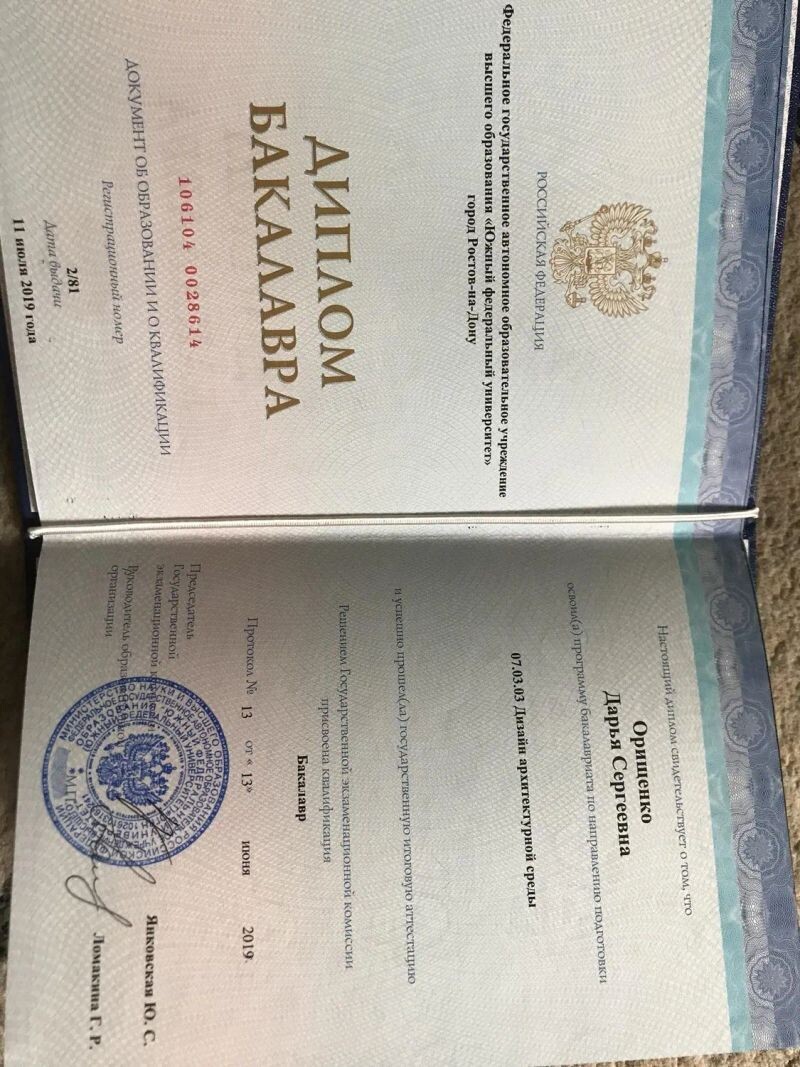 РОССИЙСКАЯ ФЕДЕРАЦИЯ
Федеральное государственное автономное образовательное учреждение
высшего образования «Южный федеральный университет»
город Ростов-на-Дону
ДИПЛОМ
БАКАЛАВРА
106104 0028614
ДОКУМЕНТ ОБ ОБРАЗОВАНИИ И О КВАЛИФИКАЦИИ
Регистрационный номер
2/81
Дата выдачи
11 июля 2019 года
Настоящий диплом свидетельствует о том, что
Орищенко
Дарья Сергеевна
освоил(а) программу бакалавриата по направлению подготовки
07.03.03 Дизайн архитектурной среды
и успешно прошел(ла) государственную итоговую аттестацию
Решением Государственной экзаменационной комиссии
присвоена квалификация
Бакалавр
Протокол № 13 от « 13» июня 2019
Председатель
Государственной
экзаменационной
Янковская Ю. С.
Руководитель
организации
Ломакина Г. Р.